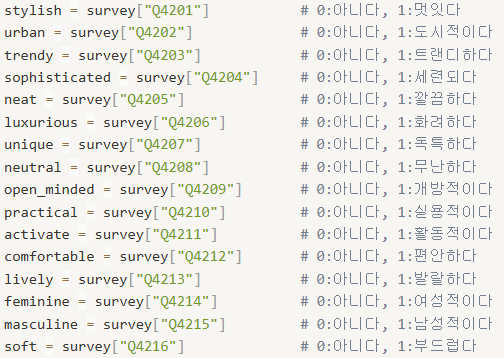 stylish = survey["Q4201"] # 0:아니다, 1:멋잇다
urban = survey["Q4202"] # 0:아니다, 1:도시적이다
trendy = survey["Q4203"] # 0:아니다, 1:트랜디하다
sophisticated = survey["Q4204"] # 0:아니다, 1:세련되다
neat = survey["Q4205"] # 0:아니다, 1:깔끔하다
luxurious = survey["Q4206"] # 0:아니다, 1:화려하다
unique = survey["Q4207"] # 0:아니다, 1:독특하다
neutral = survey["Q4208"] # 0:아니다, 1:무난하다
open_minded = survey["Q4209"] # 0:아니다, 1:개방적이다
practical = survey["Q4210"] # 0:아니다, 1:실용적이다
activate = survey["Q4211"] # 0:아니다, 1:활동적이다
comfortable = survey["Q4212"] # 0:아니다, 1:편안하다
lively = survey["Q4213"] # 0:아니다, 1:발랄하다
feminine = survey["Q4214"] # 0:아니다, 1:여성적이다
masculine = survey["Q4215"] # 0:아니다, 1:남성적이다
soft = survey["Q4216"] # 0:아니다, 1:부드럽다